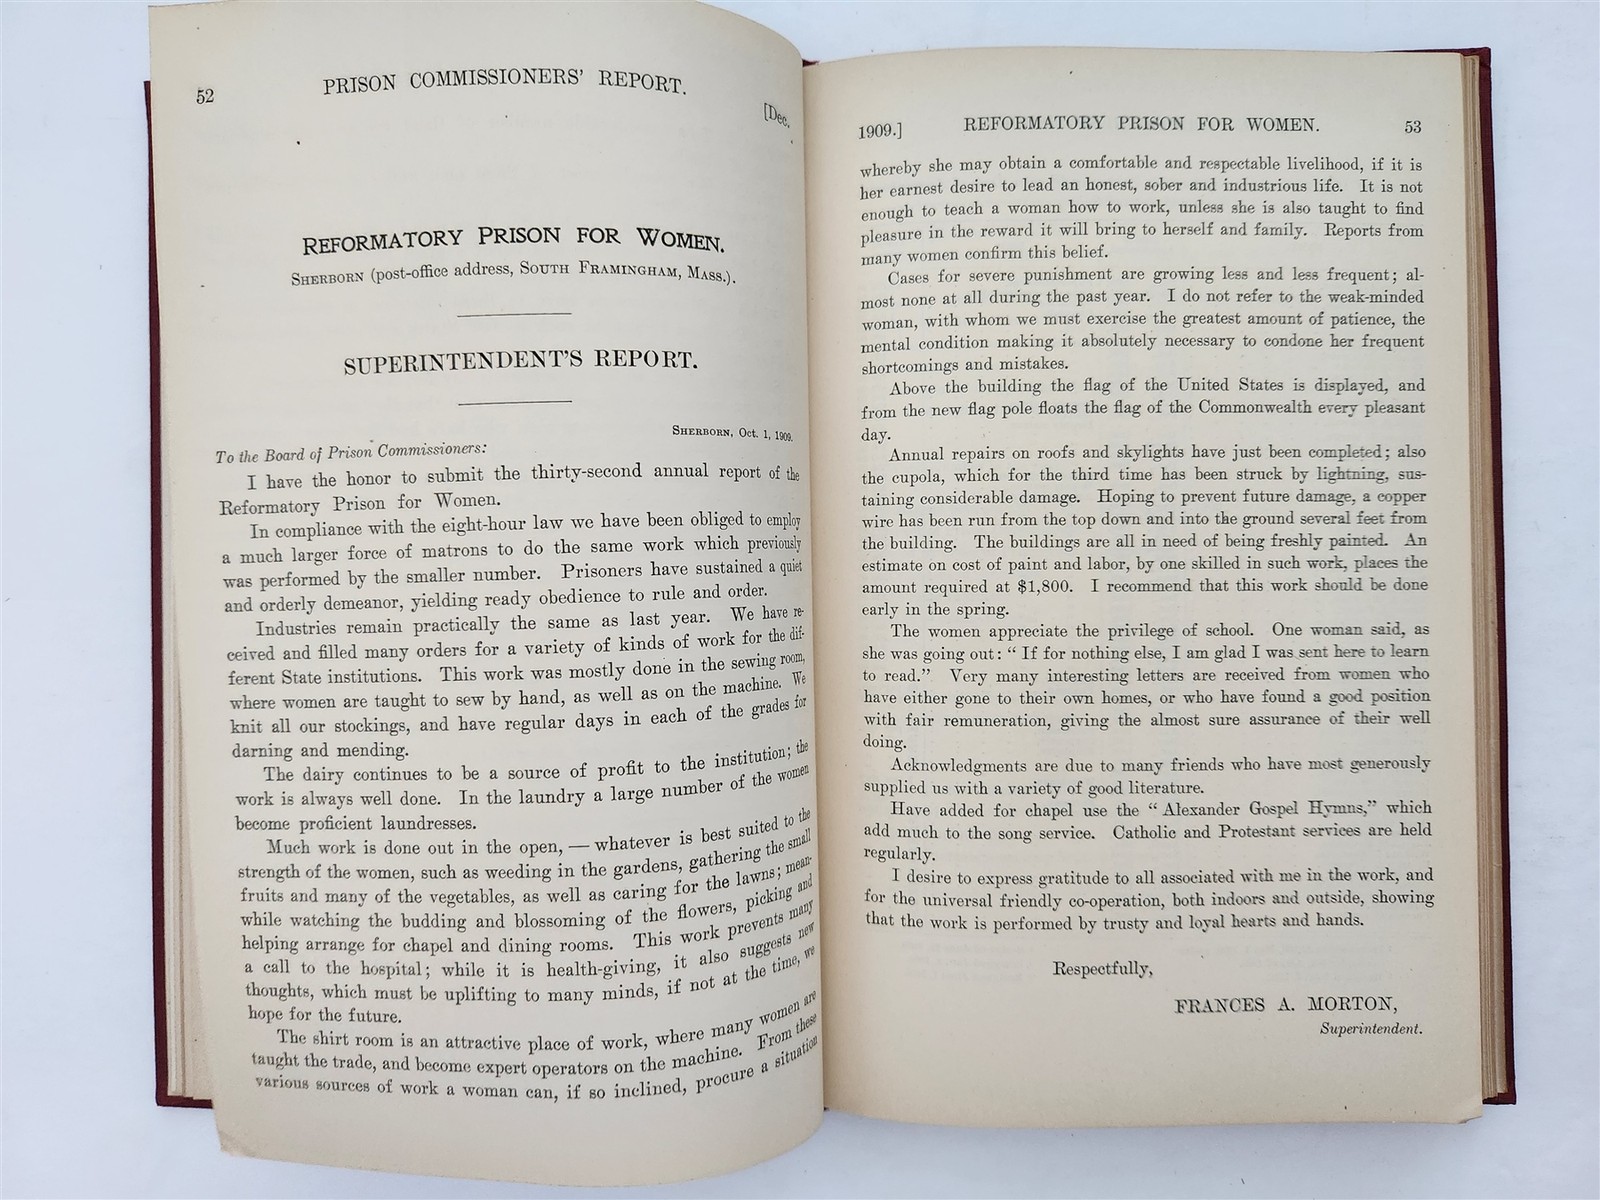 52
PRISON COMMISSIONERS' REPORT.
[Dec.
REFORMATORY PRISON FOR WOMEN.
SHERBORN (post-office address, SOUTH FRAMINGHAM, MASS.).
SUPERINTENDENT'S REPORT.
SHERBORN, Oct. 1, 1909.
To the Board of Prison Commissioners:
I have the honor to submit the thirty-second annual report of the
Reformatory Prison for Women.
In compliance with the eight-hour law we have been obliged to employ
a much larger force of matrons to do the same work which previously
was performed by the smaller number. Prisoners have sustained a quiet
and orderly demeanor, yielding ready obedience to rule and order.
Industries remain practically the same as last year. We have re-
ceived and filled many orders for a variety of kinds of work for the dif-
ferent State institutions. This work was mostly done in the sewing room,
where women are taught to sew by hand, as well as on the machine. We
knit all our stockings, and have regular days in each of the grades for
darning and mending.
The dairy continues to be a source of profit to the institution; the
work is always well done. In the laundry a large number of the women
become proficient laundresses.
Much work is done out in the open, — whatever is best suited to the
strength of the women, such as weeding in the gardens, gathering the small
fruits and many of the vegetables, as well as caring for the lawns; mean-
while watching the budding and blossoming of the flowers, picking and
helping arrange for chapel and dining rooms. This work prevents many
a call to the hospital; while it is health-giving, it also suggests new
thoughts, which must be uplifting to many minds, if not at the time, we
hope for the future.
The shirt room is an attractive place of work, where many women are
taught the trade, and become expert operators on the machine. From these
various sources of work a woman can, if so inclined, procure a situation
1909.]
REFORMATORY PRISON FOR WOMEN.
53
whereby she may obtain a comfortable and respectable livelihood, if it is
her earnest desire to lead an honest, sober and industrious life. It is not
enough to teach a woman how to work, unless she is also taught to find
pleasure in the reward it will bring to herself and family. Reports from
many women confirm this belief.
Cases for severe punishment are growing less and less frequent; al-
most none at all during the past year. I do not refer to the weak-minded
woman, with whom we must exercise the greatest amount of patience, the
mental condition making it absolutely necessary to condone her frequent
shortcomings and mistakes.
Above the building the flag of the United States is displayed, and
from the new flag pole floats the flag of the Commonwealth every pleasant
day.
Annual repairs on roofs and skylights have just been completed; also
the cupola, which for the third time has been struck by lightning, sus-
taining considerable damage. Hoping to prevent future damage, a copper
wire has been run from the top down and into the ground several feet from
the building. The buildings are all in need of being freshly painted. An
estimate on cost of paint and labor, by one skilled in such work, places the
amount required at $1,800. I recommend that this work should be done
early in the spring.
The women appreciate the privilege of school. One woman said, as
she was going out: "If for nothing else, I am glad I was sent here to learn
to read." Very many interesting letters are received from women who
have either gone to their own homes, or who have found a good position
with fair remuneration, giving the almost sure assurance of their well
doing.
Acknowledgments are due to many friends who have most generously
supplied us with a variety of good literature.
Have added for chapel use the "Alexander Gospel Hymns," which
add much to the song service. Catholic and Protestant services are held
regularly.
I desire to express gratitude to all associated with me in the work, and
for the universal friendly co-operation, both indoors and outside, showing
that the work is performed by trusty and loyal hearts and hands.
Respectfully,
FRANCES A. MORTON,
Superintendent.